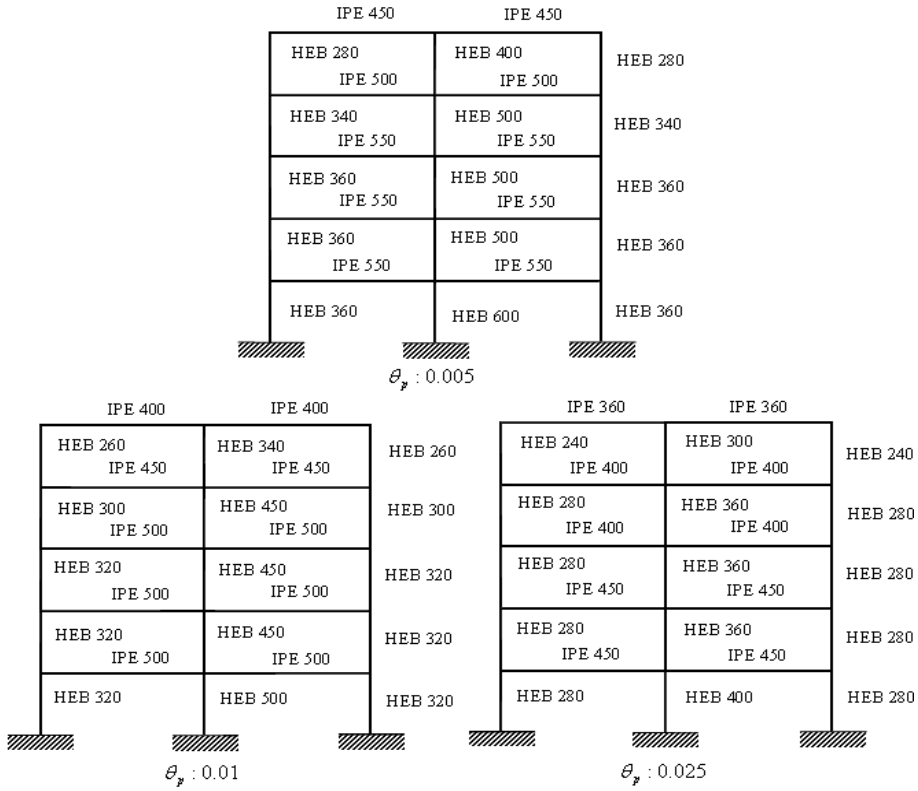 IPE 450 IPE 450
HEB 280 HEB 400 HEB 280
IPE 500 IPE 500
HEB 340 HEB 500 HEB 340
IPE 550 IPE 550
HEB 360 HEB 500 HEB 360
IPE 550 IPE 550
HEB 360 HEB 500 HEB 360
IPE 550 IPE 550
HEB 360 HEB 600 HEB 360
θp : 0.005
IPE 400 IPE 400
HEB 260 HEB 340 HEB 260
IPE 450 IPE 450
HEB 300 HEB 450 HEB 300
IPE 500 IPE 500
HEB 320 HEB 450 HEB 320
IPE 500 IPE 500
HEB 320 HEB 450 HEB 320
IPE 500 IPE 500
HEB 320 HEB 500 HEB 320
θp : 0.01
IPE 360 IPE 360
HEB 240 HEB 300 HEB 240
IPE 400 IPE 400
HEB 280 HEB 360 HEB 280
IPE 400 IPE 400
HEB 280 HEB 360 HEB 280
IPE 450 IPE 450
HEB 280 HEB 360 HEB 280
IPE 450 IPE 450
HEB 280 HEB 400 HEB 280
θp : 0.025